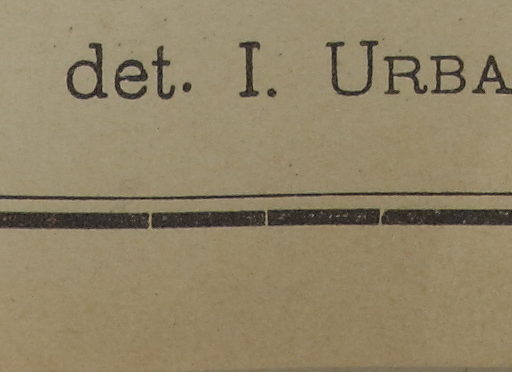 det. I. URBA